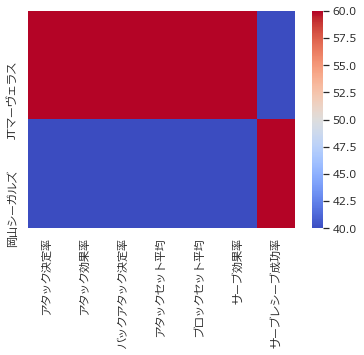 JTマーヴェラス
岡山シーガルズ
アタック決定率
アタック効果率
バックアタック決定率
アタックセット平均
ブロックセット平均
サーブ効果率
サーブレシーブ成功率
60.0
57.5
55.0
52.5
50.0
47.5
45.0
42.5
40.0